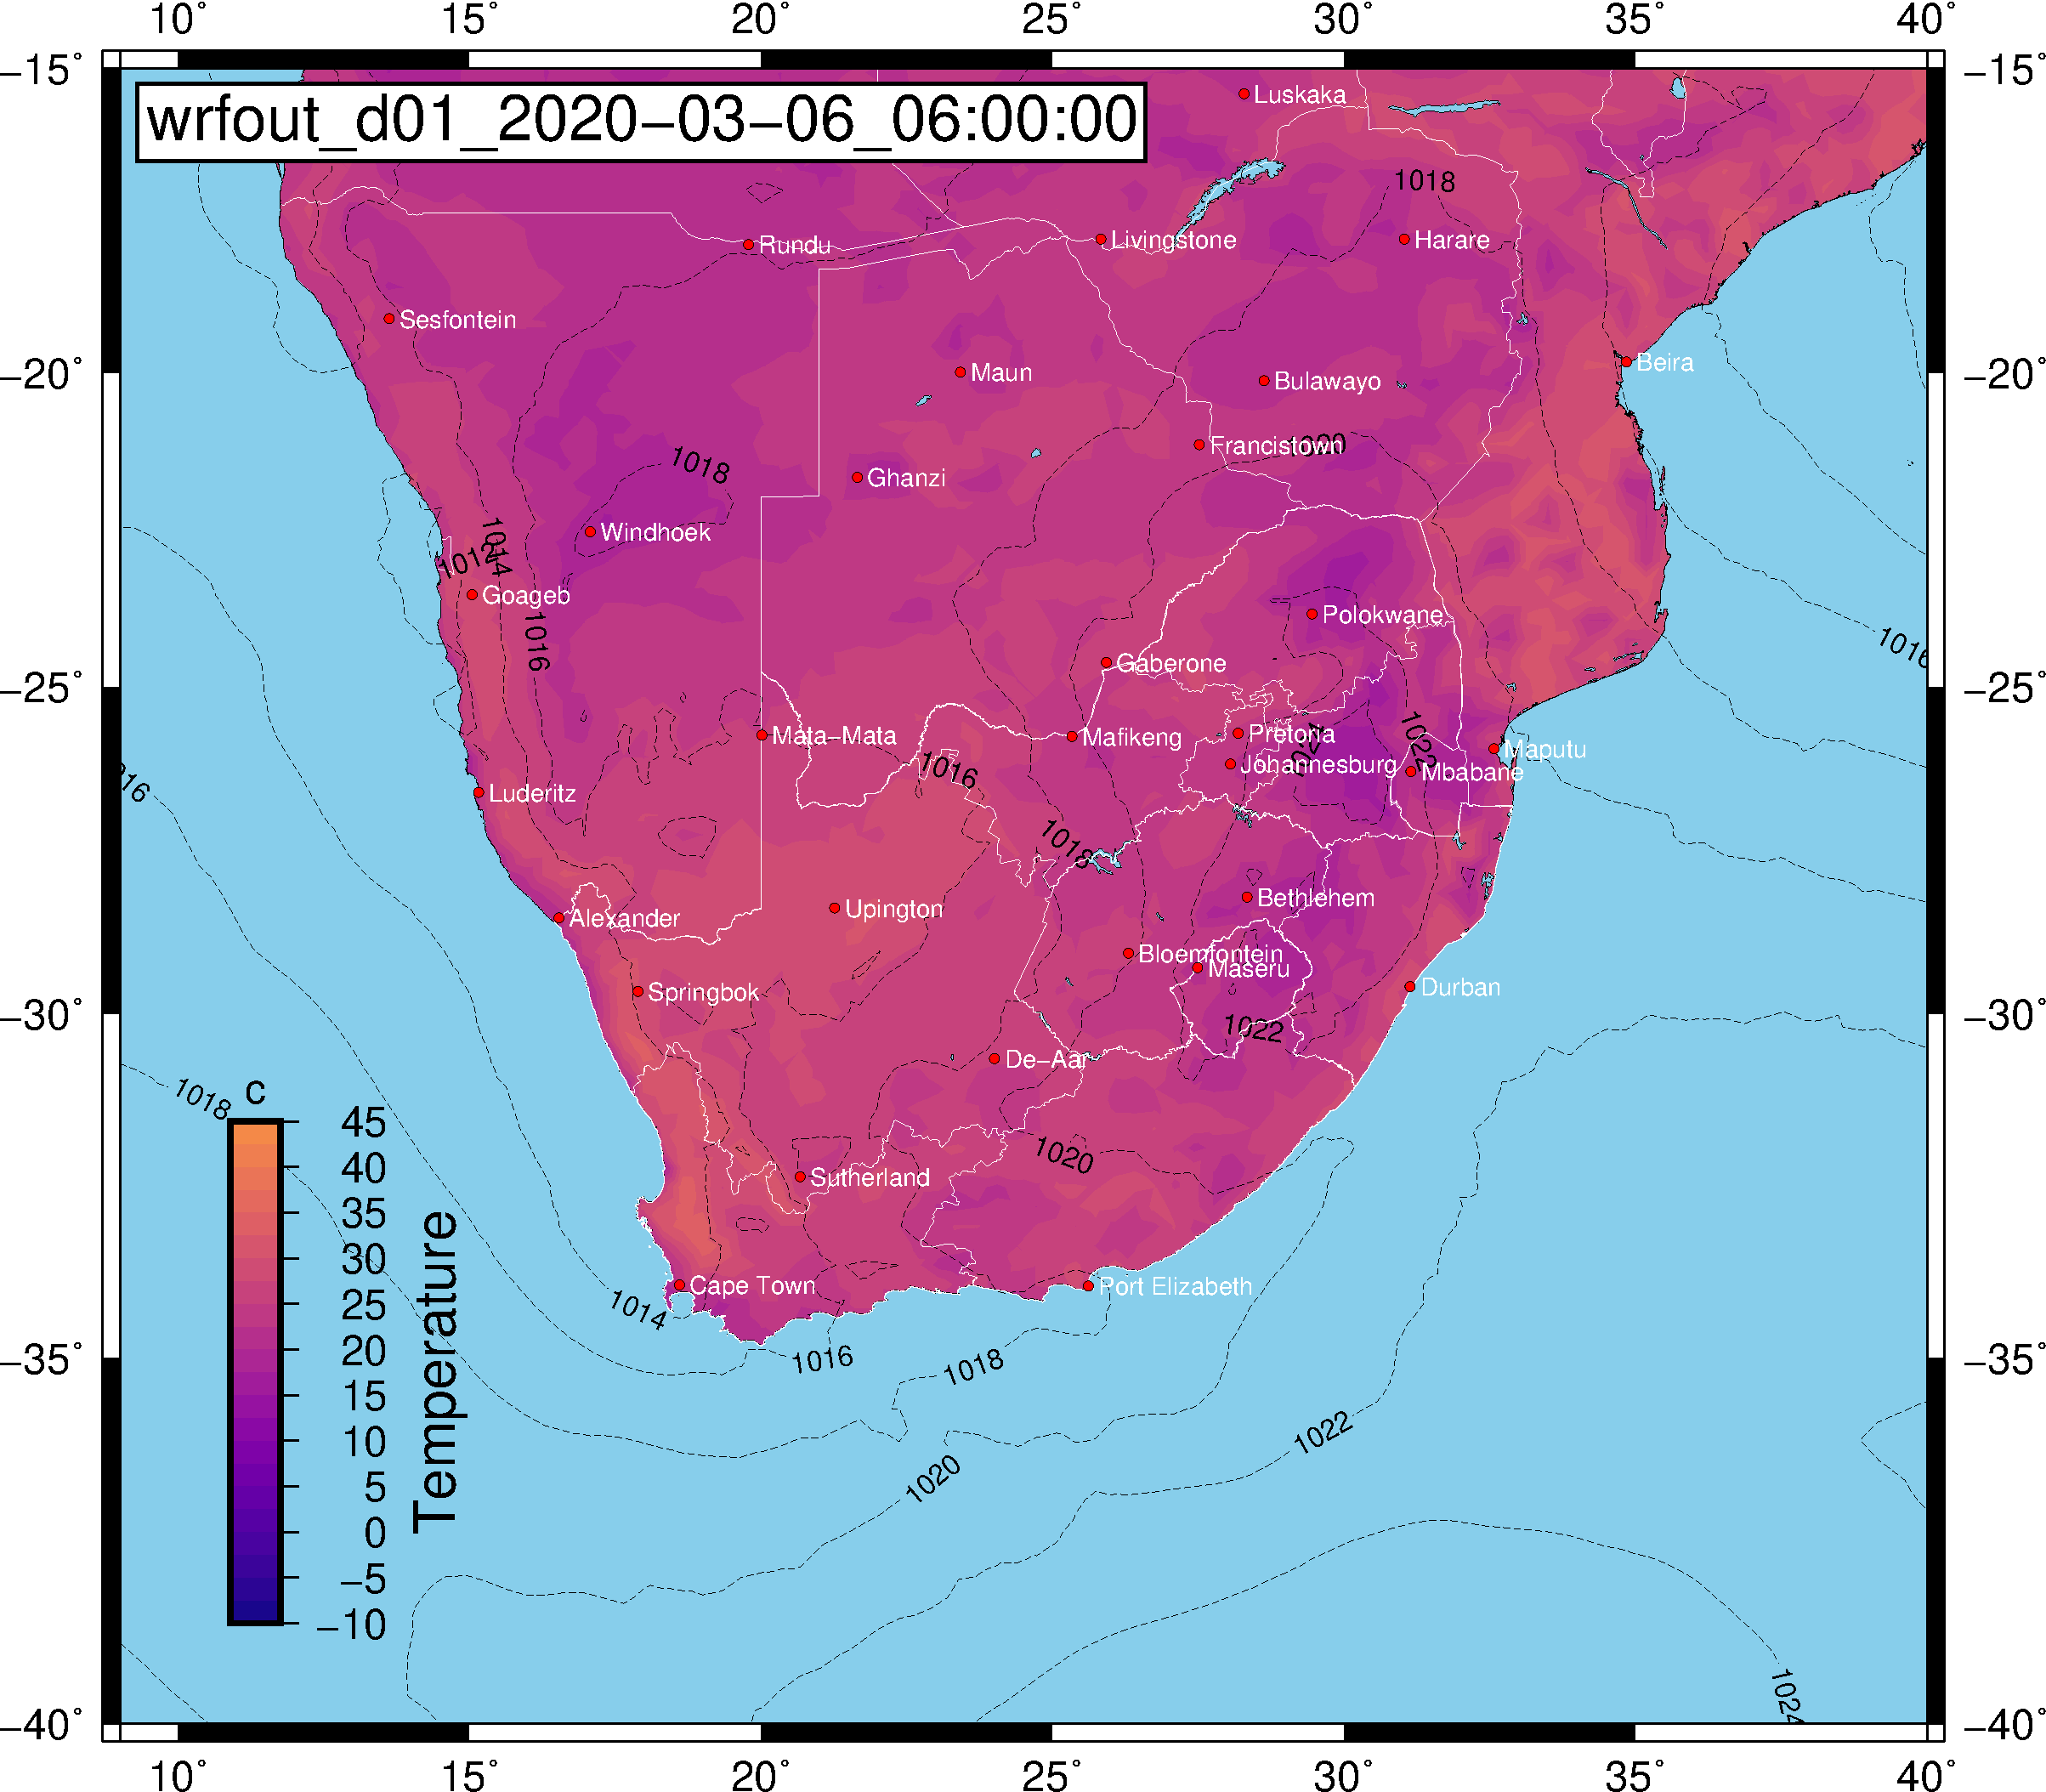 10° 15° 20° 25° 30° 35° 40°
−15° −15°
wrfout_d01_2020−03−06_06:00:00
Luskaka
1018
Rundu Livingstone Harare
Sesfontein
−20° Maun Bulawayo Beira −20°
1020
Francistown
1018
Ghanzi
Windhoek
1014
1012
Goageb
Polokwane
1016
1016
Gaberone
−25° −25°
Mata−Mata Mafikeng Pretoria Maputu
1024
1022
Johannesburg Mbabane
1016
1016
Luderitz
1018
Bethlehem
Alexander Upington
Bloemfontein
Maseru
Springbok Durban
−30° −30°
1022
De−Aar
1018
c
1020
Sutherland
45
40
35
30
25
20
15
10
5
0
−5
−10
Temperature
Cape Town Port Elizabeth
1014
1016
1018
−35° −35°
1022
1020
1024
−40° −40°
10° 15° 20° 25° 30° 35° 40°